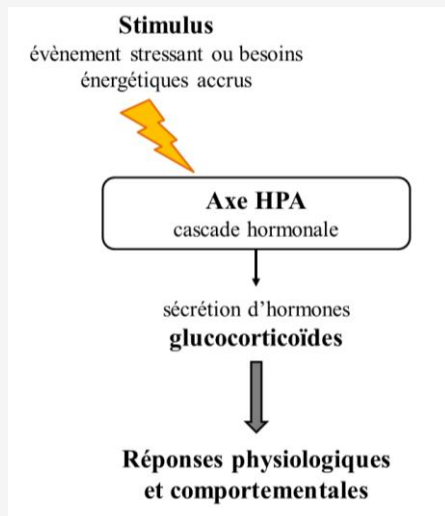 Stimulus
évènement stressant ou besoins
énergétiques accrus
Axe HPA
cascade hormonale
sécrétion d'hormones
glucocorticoïdes
Réponses physiologiques
et comportementales